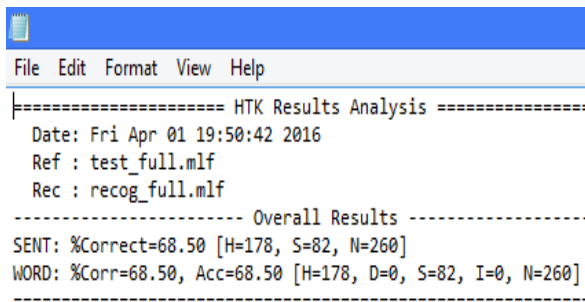 File Edit Format View Help
====================== HTK Results Analysis ================
Date: Fri Apr 01 19:50:42 2016
Ref : test_full.mlf
Rec : recog_full.mlf
------------------------ Overall Results -------------------
SENT: %Correct=68.50 [H=178, S=82, N=260]
WORD: %Corr=68.50, Acc=68.50 [H=178, D=0, S=82, I=0, N=260]
------------------------------------------------------------